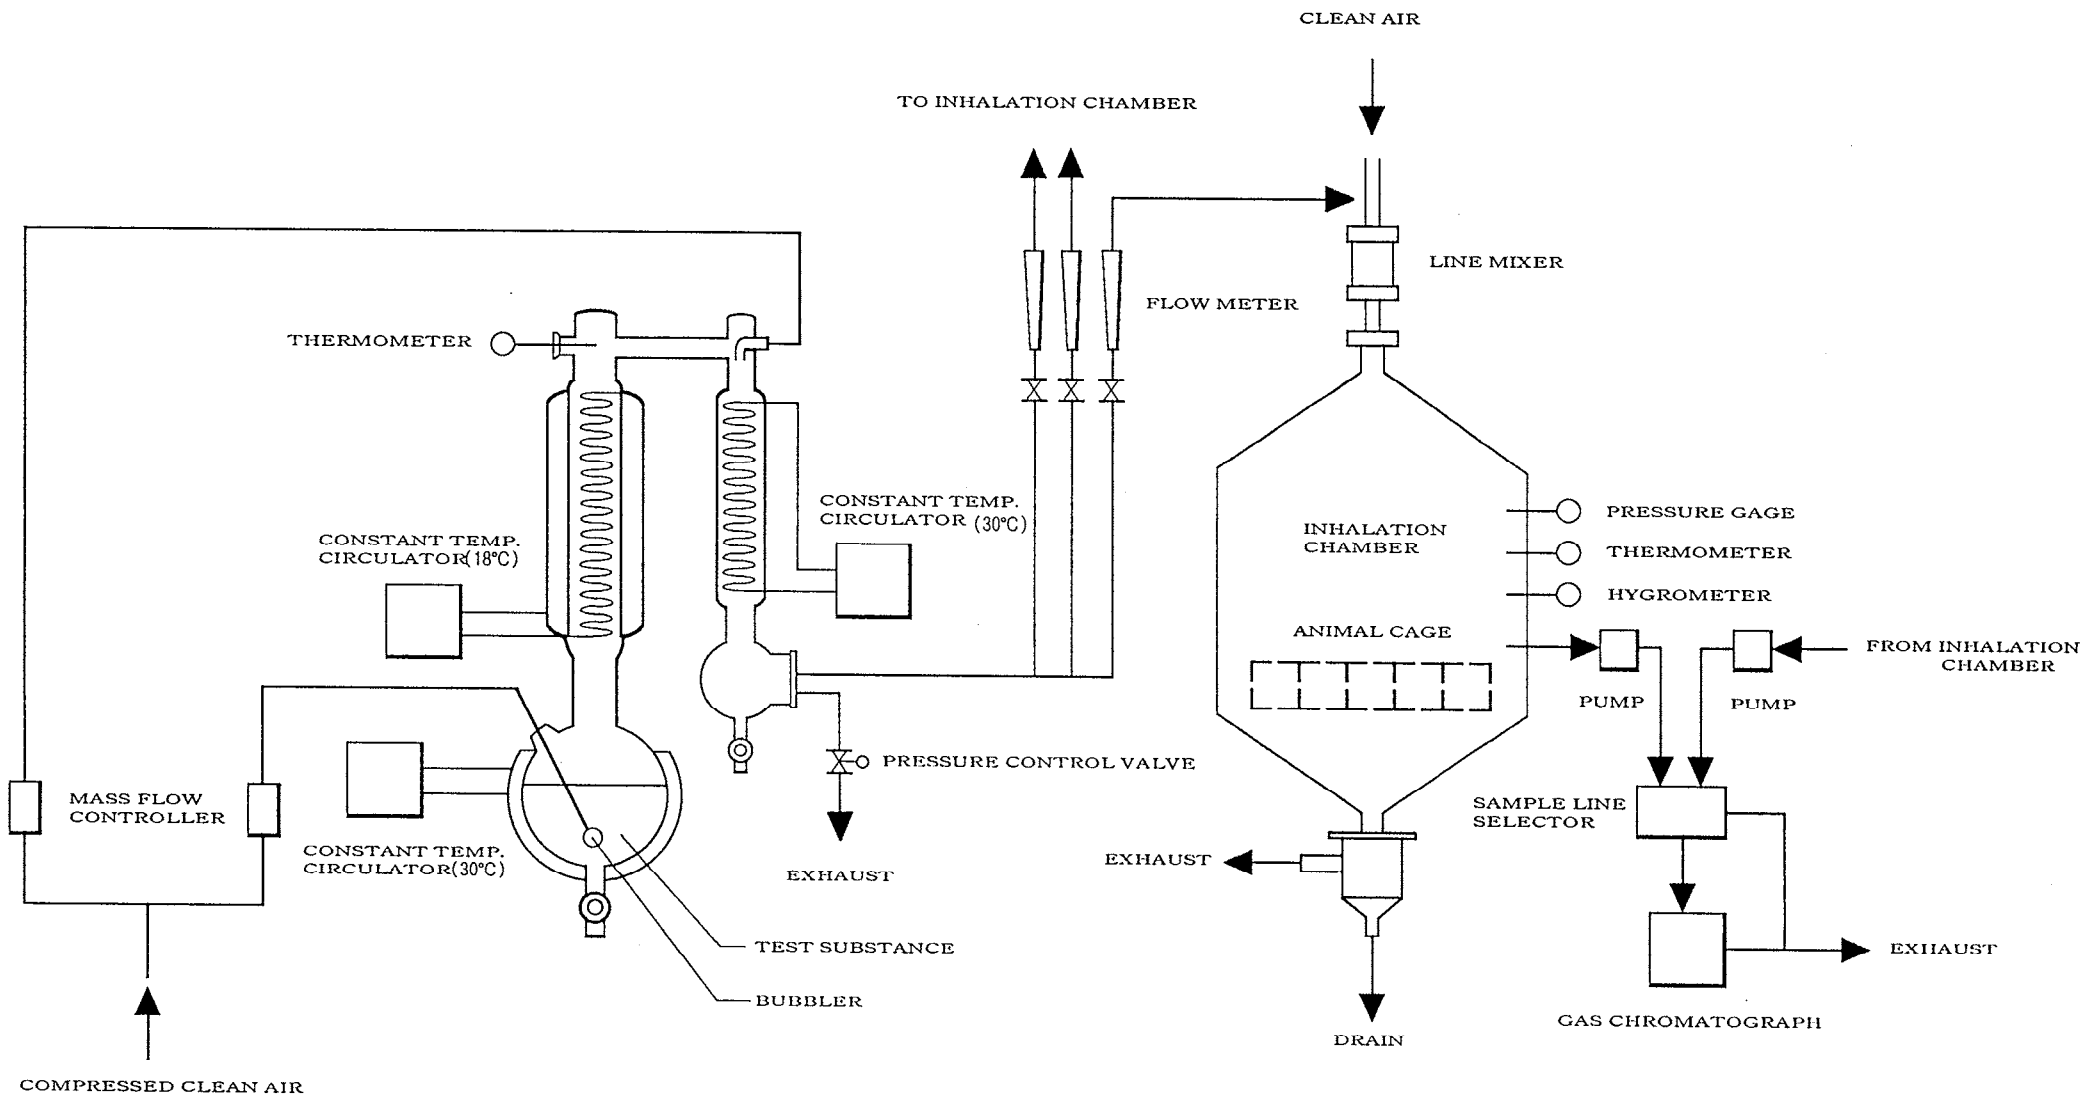 CLEAN AIR
TO INHALATION CHAMBER
LINE MIXER
FLOW METER
THERMOMETER
CONSTANT TEMP.
CIRCULATOR (30°C)
CONSTANT TEMP.
CIRCULATOR(18°C)
INHALATION
CHAMBER
PRESSURE GAGE
THERMOMETER
HYGROMETER
ANIMAL CAGE
FROM INHALATION
CHAMBER
PUMP
PUMP
PRESSURE CONTROL VALVE
MASS FLOW
CONTROLLER
SAMPLE LINE
SELECTOR
CONSTANT TEMP.
CIRCULATOR(30°C)
EXHAUST
EXHAUST
TEST SUBSTANCE
EXHAUST
BUBBLER
GAS CHROMATOGRAPH
DRAIN
COMPRESSED CLEAN AIR